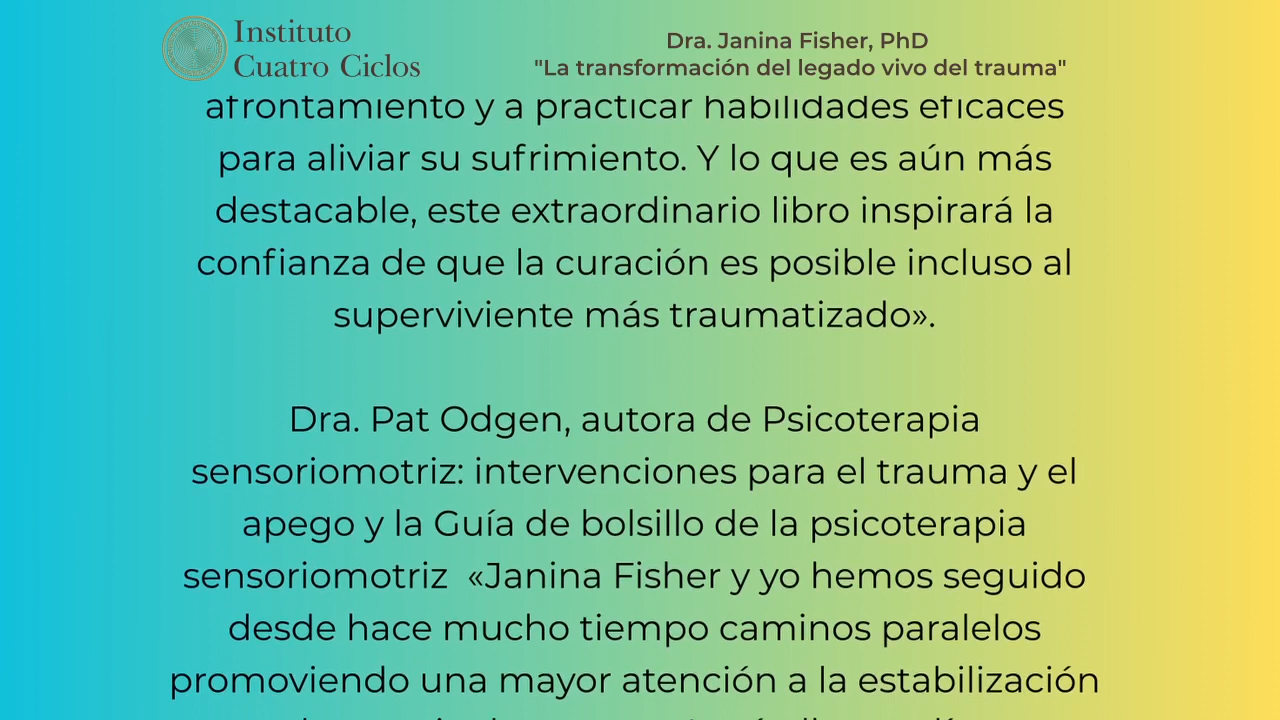 Instituto
Cuatro Ciclos
Dra. Janina Fisher, PhD
"La transformación del legado vivo del trauma"
afrontamiento y a practicar habilidades eficaces
para aliviar su sufrimiento. Y lo que es aún más
destacable, este extraordinario libro inspirará la
confianza de que la curación es posible incluso al
superviviente más traumatizado».
Dra. Pat Odgen, autora de Psicoterapia
sensoriomotriz: intervenciones para el trauma y el
apego y la Guía de bolsillo de la psicoterapia
sensoriomotriz «Janina Fisher y yo hemos seguido
desde hace mucho tiempo caminos paralelos
promoviendo una mayor atención a la estabilización